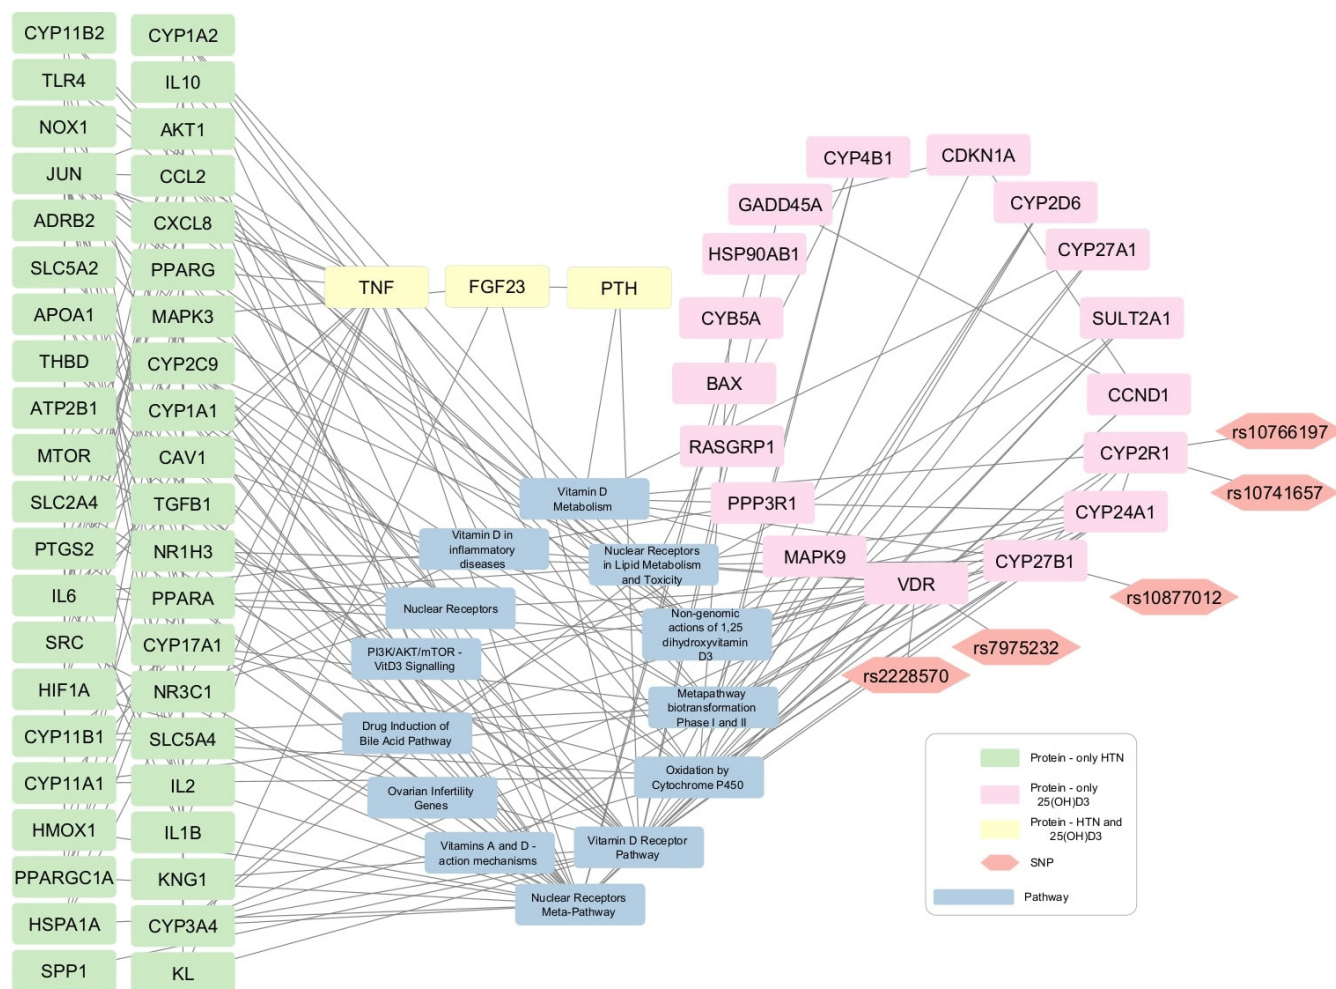 CYP11B2
TLR4
NOX1
JUN
ADRB2
SLC5A2
APOA1
THBD
ATP2B1
MTOR
SLC2A4
PTGS2
IL6
SRC
HIF1A
CYP11B1
CYP11A1
HMOX1
PPARGC1A
HSPA1A
SPP1
CYP1A2
IL10
AKT1
CCL2
CXCL8
PPARG
MAPK3
CYP2C9
CYP1A1
CAV1
TGFB1
NR1H3
PPARA
CYP17A1
NR3C1
SLC5A4
IL2
IL1B
KNG1
CYP3A4
KL
TNF
FGF23
PTH
Vitamin D
Metabolism
Vitamin D in
inflammatory
diseases
Nuclear Receptors
in Lipid Metabolism
and Toxicity
Nuclear Receptors
Non-genomic
actions of 1,25
dihydroxyvitamin
D3
PI3K/AKT/mTOR -
VitD3 Signalling
Metapathway
biotransformation
Phase I and II
Drug Induction of
Bile Acid Pathway
Oxidation by
Cytochrome P450
Ovarian Infertility
Genes
Vitamins A and D -
action mechanisms
Vitamin D Receptor
Pathway
Nuclear Receptors
Meta-Pathway
CYP4B1
CDKN1A
GADD45A
CYP2D6
HSP90AB1
CYP27A1
CYB5A
SULT2A1
BAX
CCND1
RASGRP1
CYP2R1
PPP3R1
CYP24A1
MAPK9
CYP27B1
VDR
rs10766197
rs10741657
rs10877012
rs7975232
rs2228570
Protein - only HTN
Protein - only
25(OH)D3
Protein - HTN and
25(OH)D3
SNP
Pathway